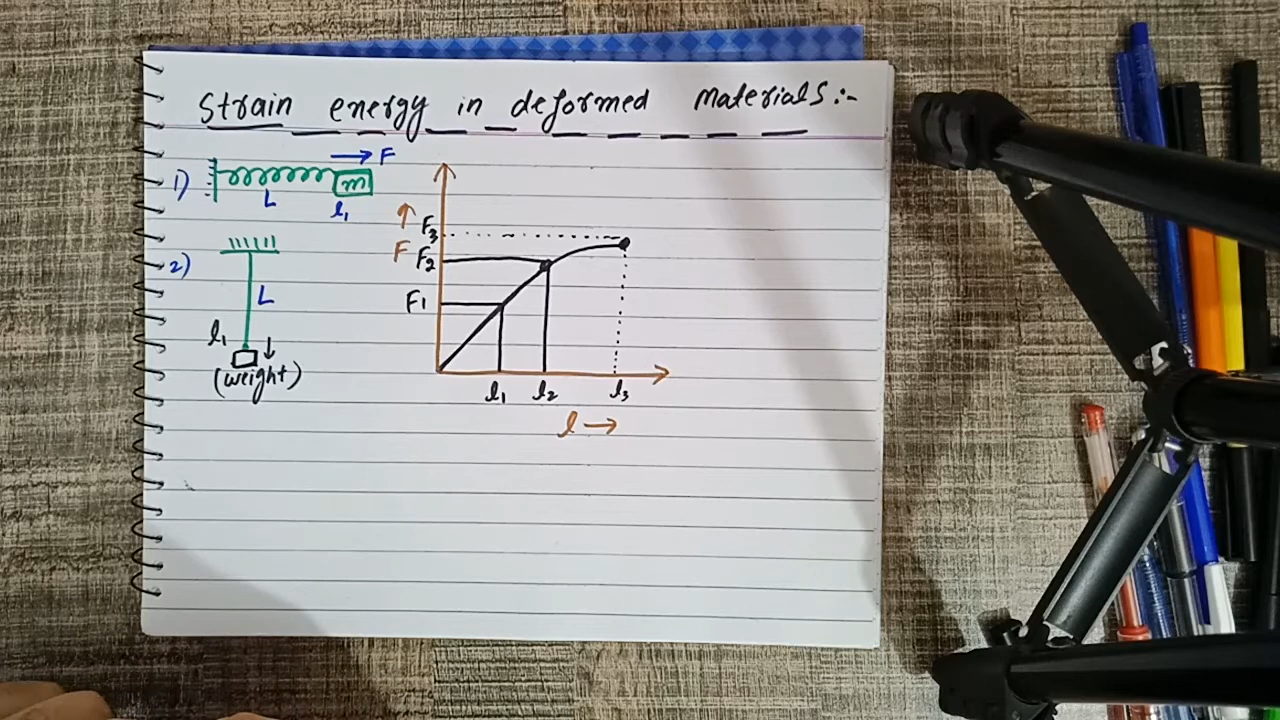 Strain energy in deformed materials:-
1)
F
m
L
l1
2)
L
l1
(weight)
F
F3
F2
F1
l1 l2 l3
l →